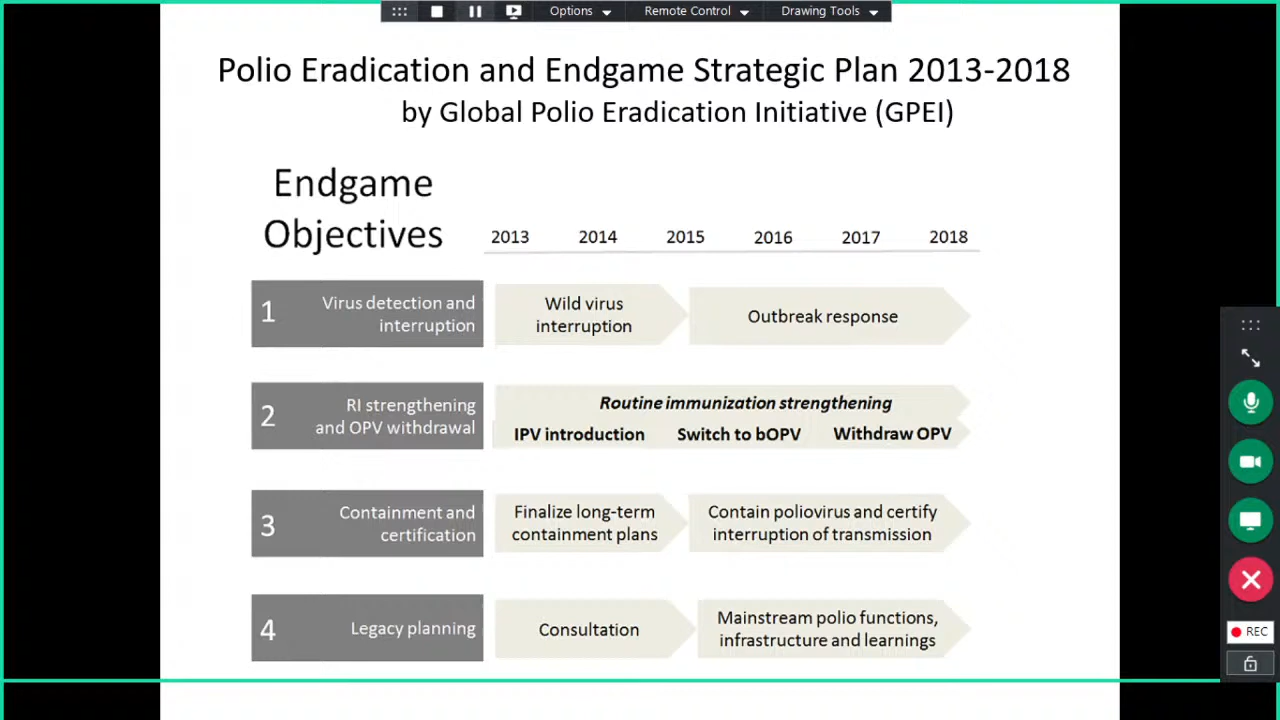 Options
Remote Control
Drawing Tools
Polio Eradication and Endgame Strategic Plan 2013-2018
by Global Polio Eradication Initiative (GPEI)
Endgame
Objectives
2013 2014 2015 2016 2017 2018
1
Virus detection and
interruption
Wild virus
interruption
Outbreak response
2
RI strengthening
and OPV withdrawal
Routine immunization strengthening
IPV introduction Switch to bOPV Withdraw OPV
3
Containment and
certification
Finalize long-term
containment plans
Contain poliovirus and certify
interruption of transmission
4
Legacy planning
Consultation
Mainstream polio functions,
infrastructure and learnings
REC